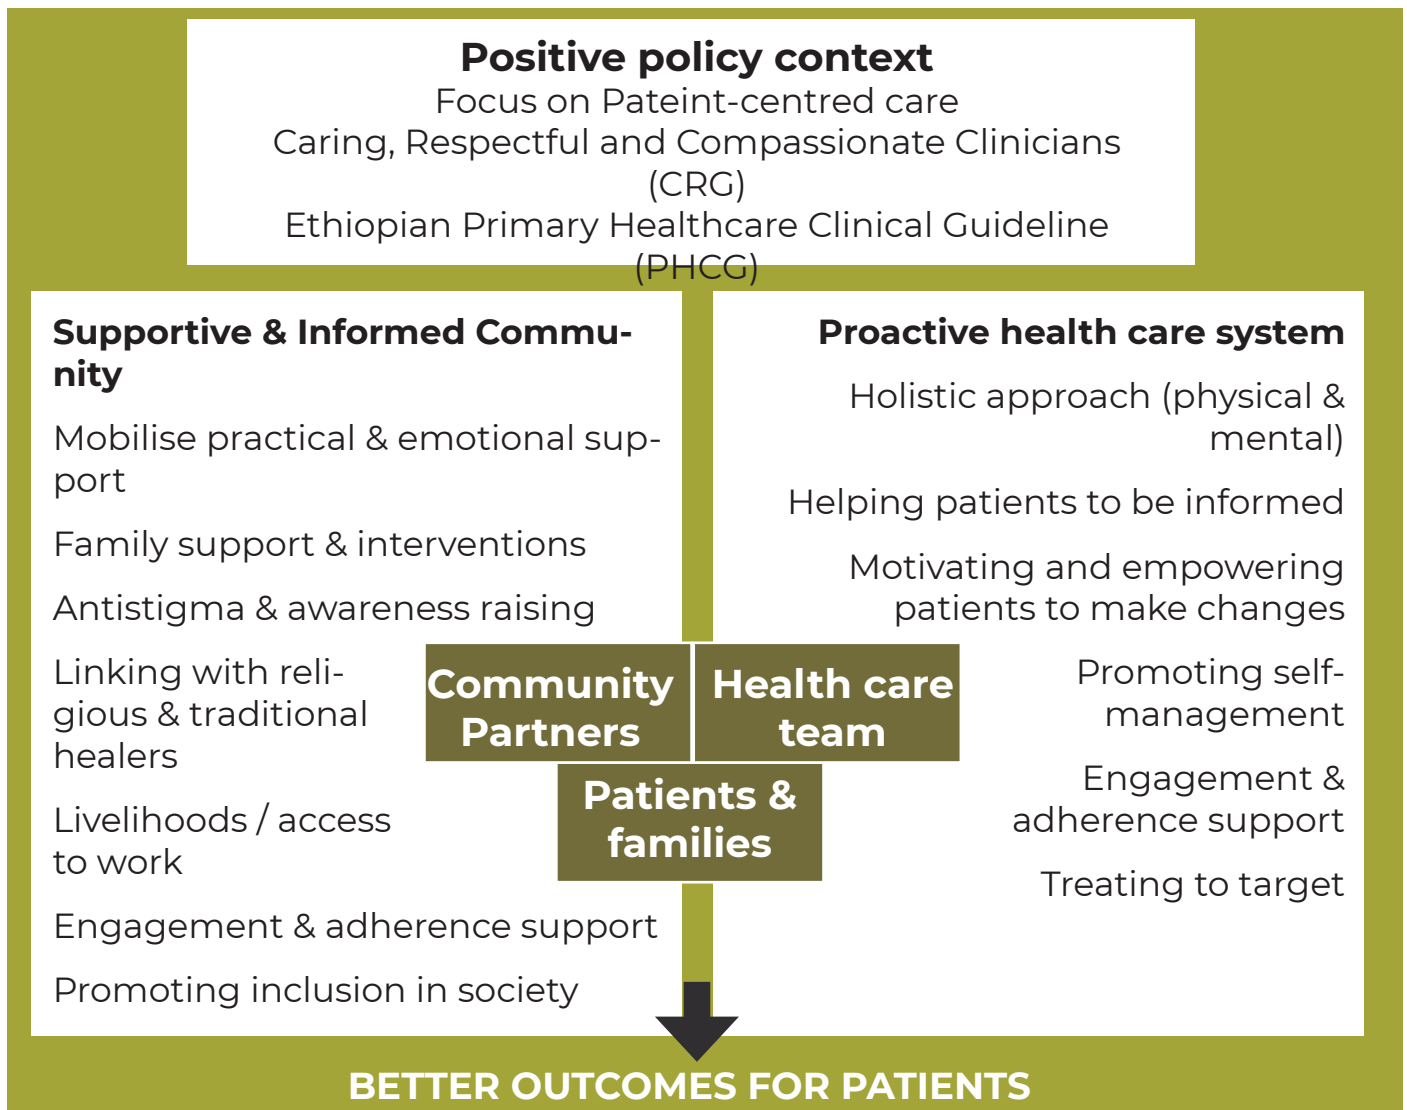 Positive policy context
Focus on Pateint-centred care
Caring, Respectful and Compassionate Clinicians
(CRG)
Ethiopian Primary Healthcare Clinical Guideline
(PHCG)
Supportive & Informed Commu-
nity
Mobilise practical & emotional sup-
port
Family support & interventions
Antistigma & awareness raising
Linking with reli-
gious & traditional
healers
Livelihoods / access
to work
Engagement & adherence support
Promoting inclusion in society
Proactive health care system
Holistic approach (physical &
mental)
Helping patients to be informed
Motivating and empowering
patients to make changes
Promoting self-
management
Engagement &
adherence support
Treating to target
Community
Partners
Health care
team
Patients &
families
BETTER OUTCOMES FOR PATIENTS